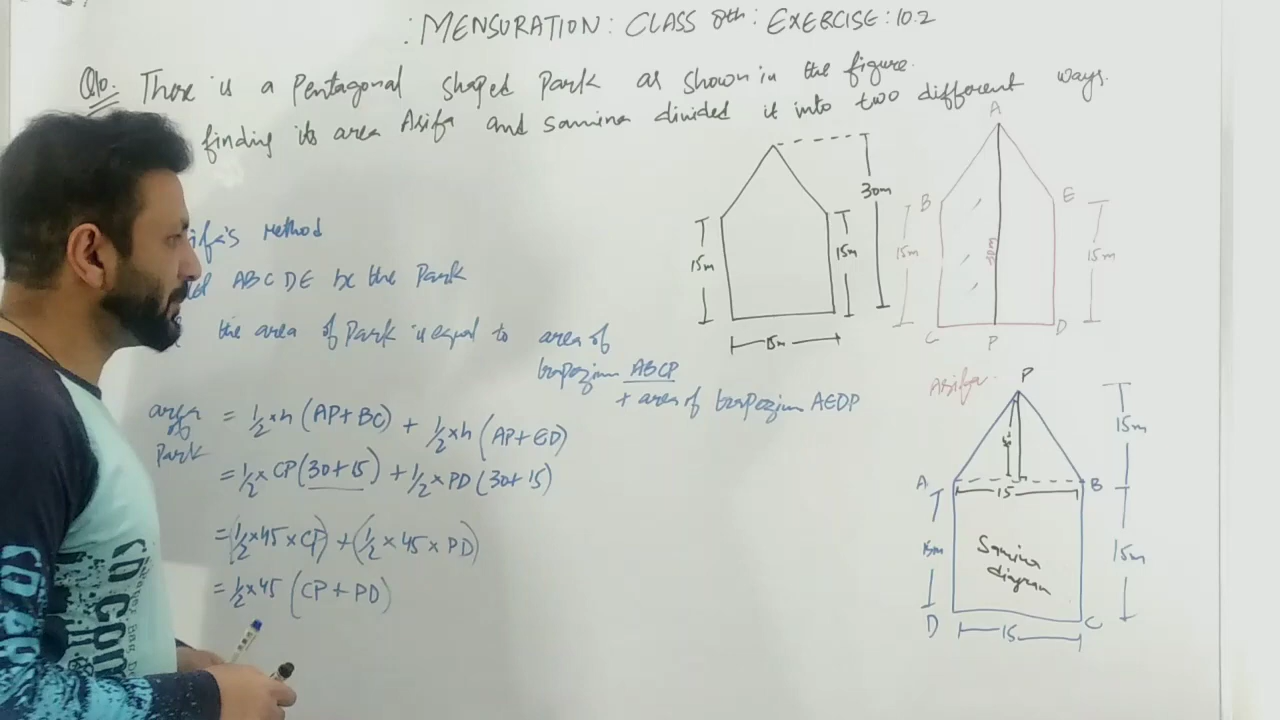 : MENSURATION : CLASS 8th : EXERCISE : 10.2
Q10. There is a pentagonal shaped Park as shown in the figure.
finding its area Asifa and Samina divided it into two different ways.
ifa's method
ABCDE be the Park
the area of Park is equal to area of
trapezium ABCP
+ area of trapezium AEDP
area of Park = 1/2 × h (AP + BC) + 1/2 × h (AP + ED)
= 1/2 × CP (30 + 15) + 1/2 × PD (30 + 15)
= (1/2 × 45 × CP) + (1/2 × 45 × PD)
= 1/2 × 45 (CP + PD)
15m
15m
30m
15m
A
B
E
15m
30m
15m
C
P
D
Asifa
P
15m
A
B
15
15m
15m
Samina
diagram
D
C
15